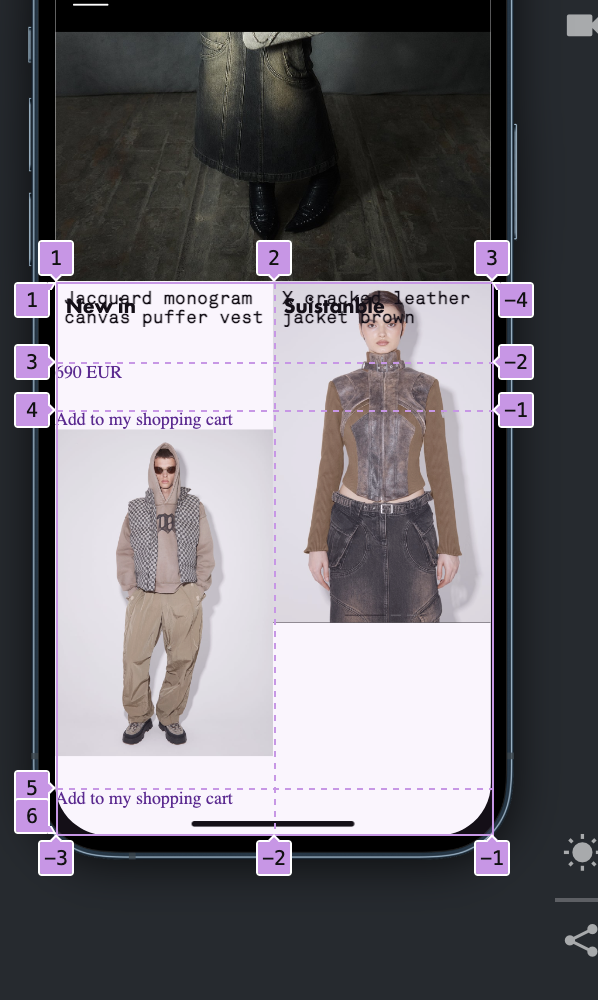 1
2
3
1
Jacquard monogram
canvas puffer vest
New in
X cracked leather
jacket brown
Suistanble
–4
3
–2
690 EUR
4
–1
Add to my shopping cart
5
Add to my shopping cart
6
–3
–2
–1